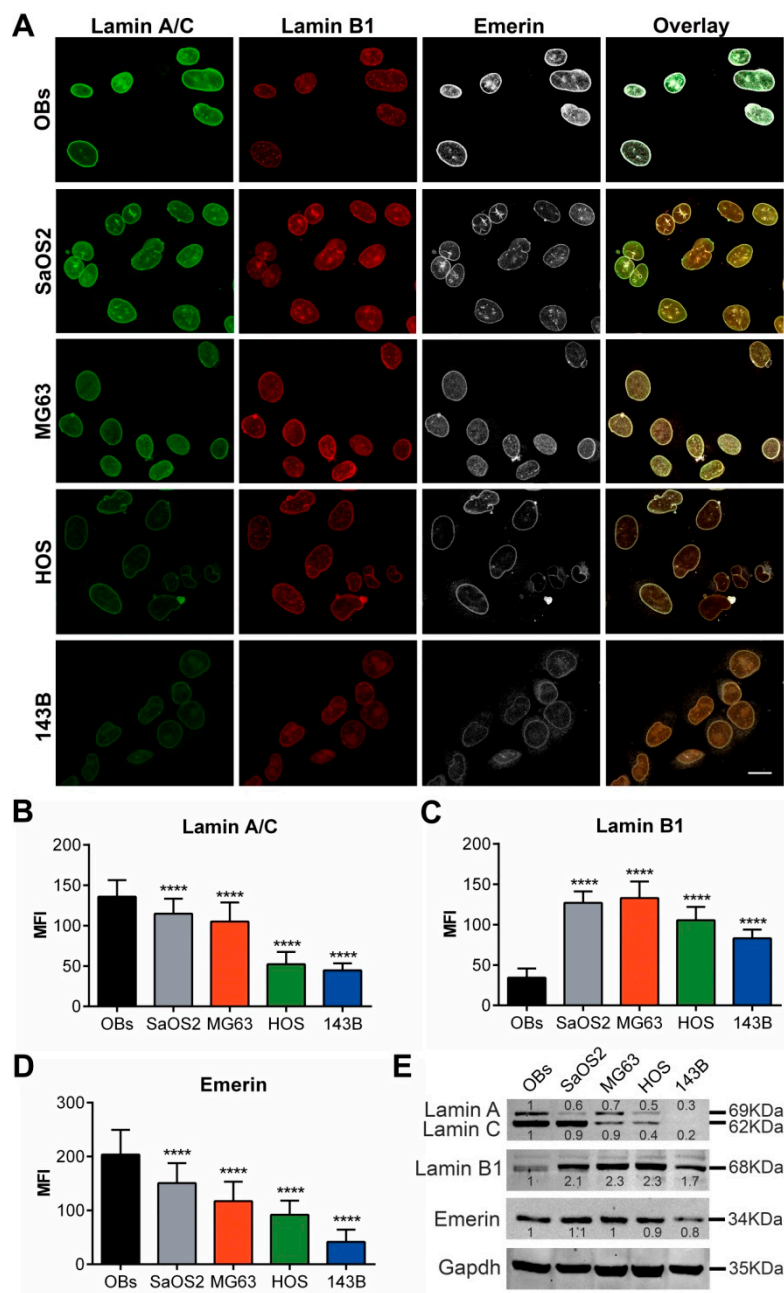 A
Lamin A/C Lamin B1 Emerin Overlay
OBs
SaOS2
MG63
HOS
143B
B
Lamin A/C
MFI
200
150
100
50
0
**** **** **** ****
OBs SaOS2 MG63 HOS 143B
C
Lamin B1
MFI
200
150
100
50
0
**** **** **** ****
OBs SaOS2 MG63 HOS 143B
D
Emerin
MFI
300
200
100
0
**** **** **** ****
OBs SaOS2 MG63 HOS 143B
E
OBs SaOS2 MG63 HOS 143B
1 0.6 0.7 0.5 0.3
Lamin A 69KDa
Lamin C 62KDa
1 0.9 0.9 0.4 0.2
Lamin B1 68KDa
1 2.1 2.3 2.3 1.7
Emerin 34KDa
1 1.1 1 0.9 0.8
Gapdh 35KDa